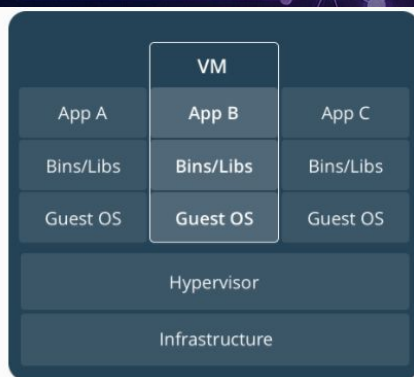 VM
App A App B App C
Bins/Libs Bins/Libs Bins/Libs
Guest OS Guest OS Guest OS
Hypervisor
Infrastructure